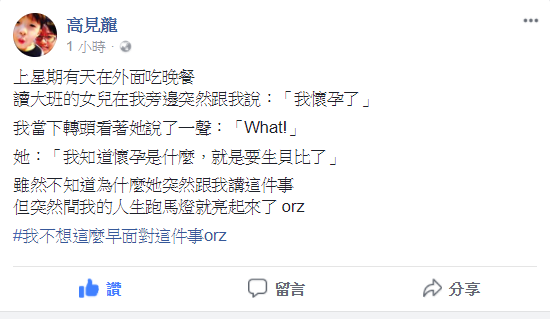 高見龍
1 小時 ·
上星期有天在外面吃晚餐
讀大班的女兒在我旁邊突然跟我說：「我懷孕了」
我當下轉頭看著她說了一聲：「What!」
她：「我知道懷孕是什麼，就是要生貝比了」
雖然不知道為什麼她突然跟我講這件事
但突然間我的人生跑馬燈就亮起來了 orz
#我不想這麼早面對這件事orz
讚 留言 分享